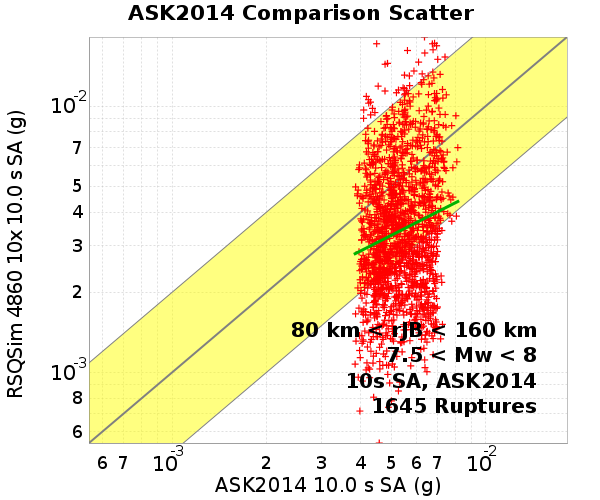 ASK2014 Comparison Scatter
RSQSim 4860 10x 10.0 s SA (g)
10-2
7
5
4
3
2
10-3
8
6
80 km < rJB < 160 km
7.5 < Mw < 8
10s SA, ASK2014
1645 Ruptures
6 7 10-3 2 3 4 5 6 7 10-2
ASK2014 10.0 s SA (g)